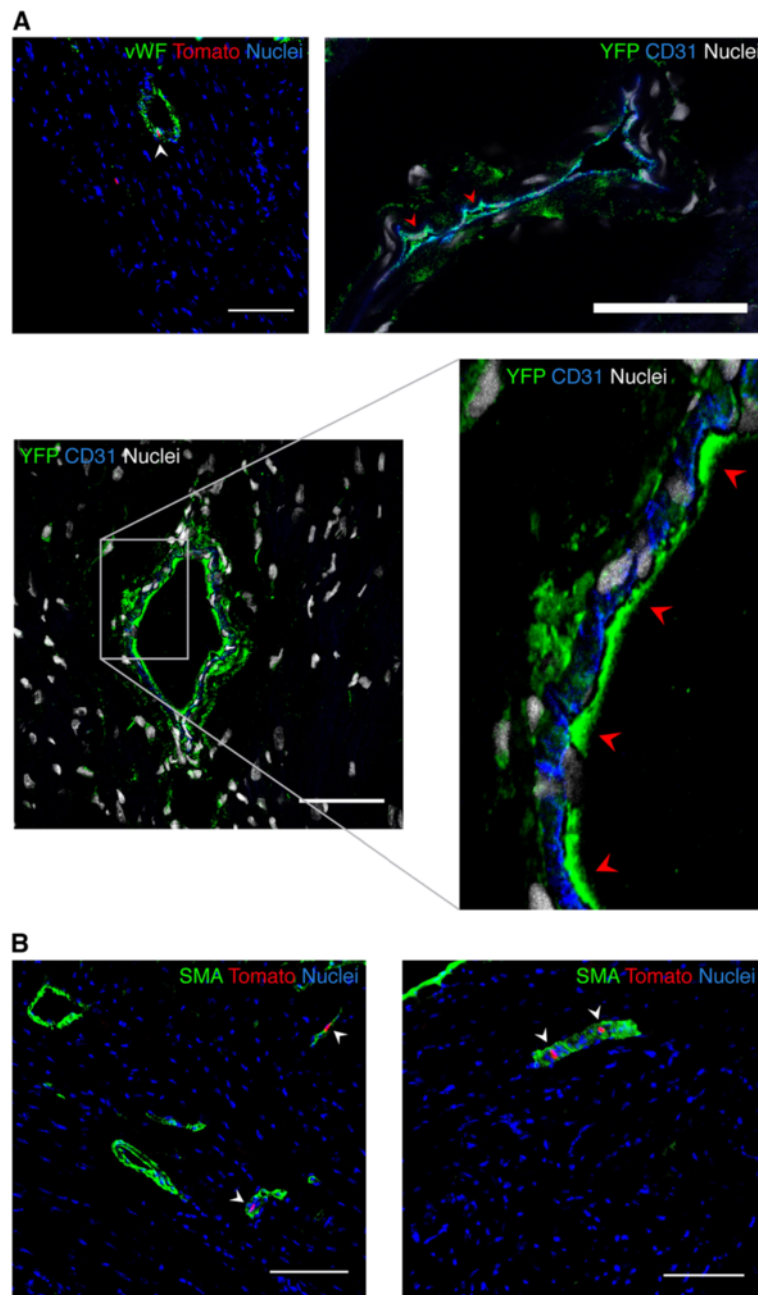 A
vWF Tomato Nuclei
YFP CD31 Nuclei
YFP CD31 Nuclei
YFP CD31 Nuclei
B
SMA Tomato Nuclei
SMA Tomato Nuclei